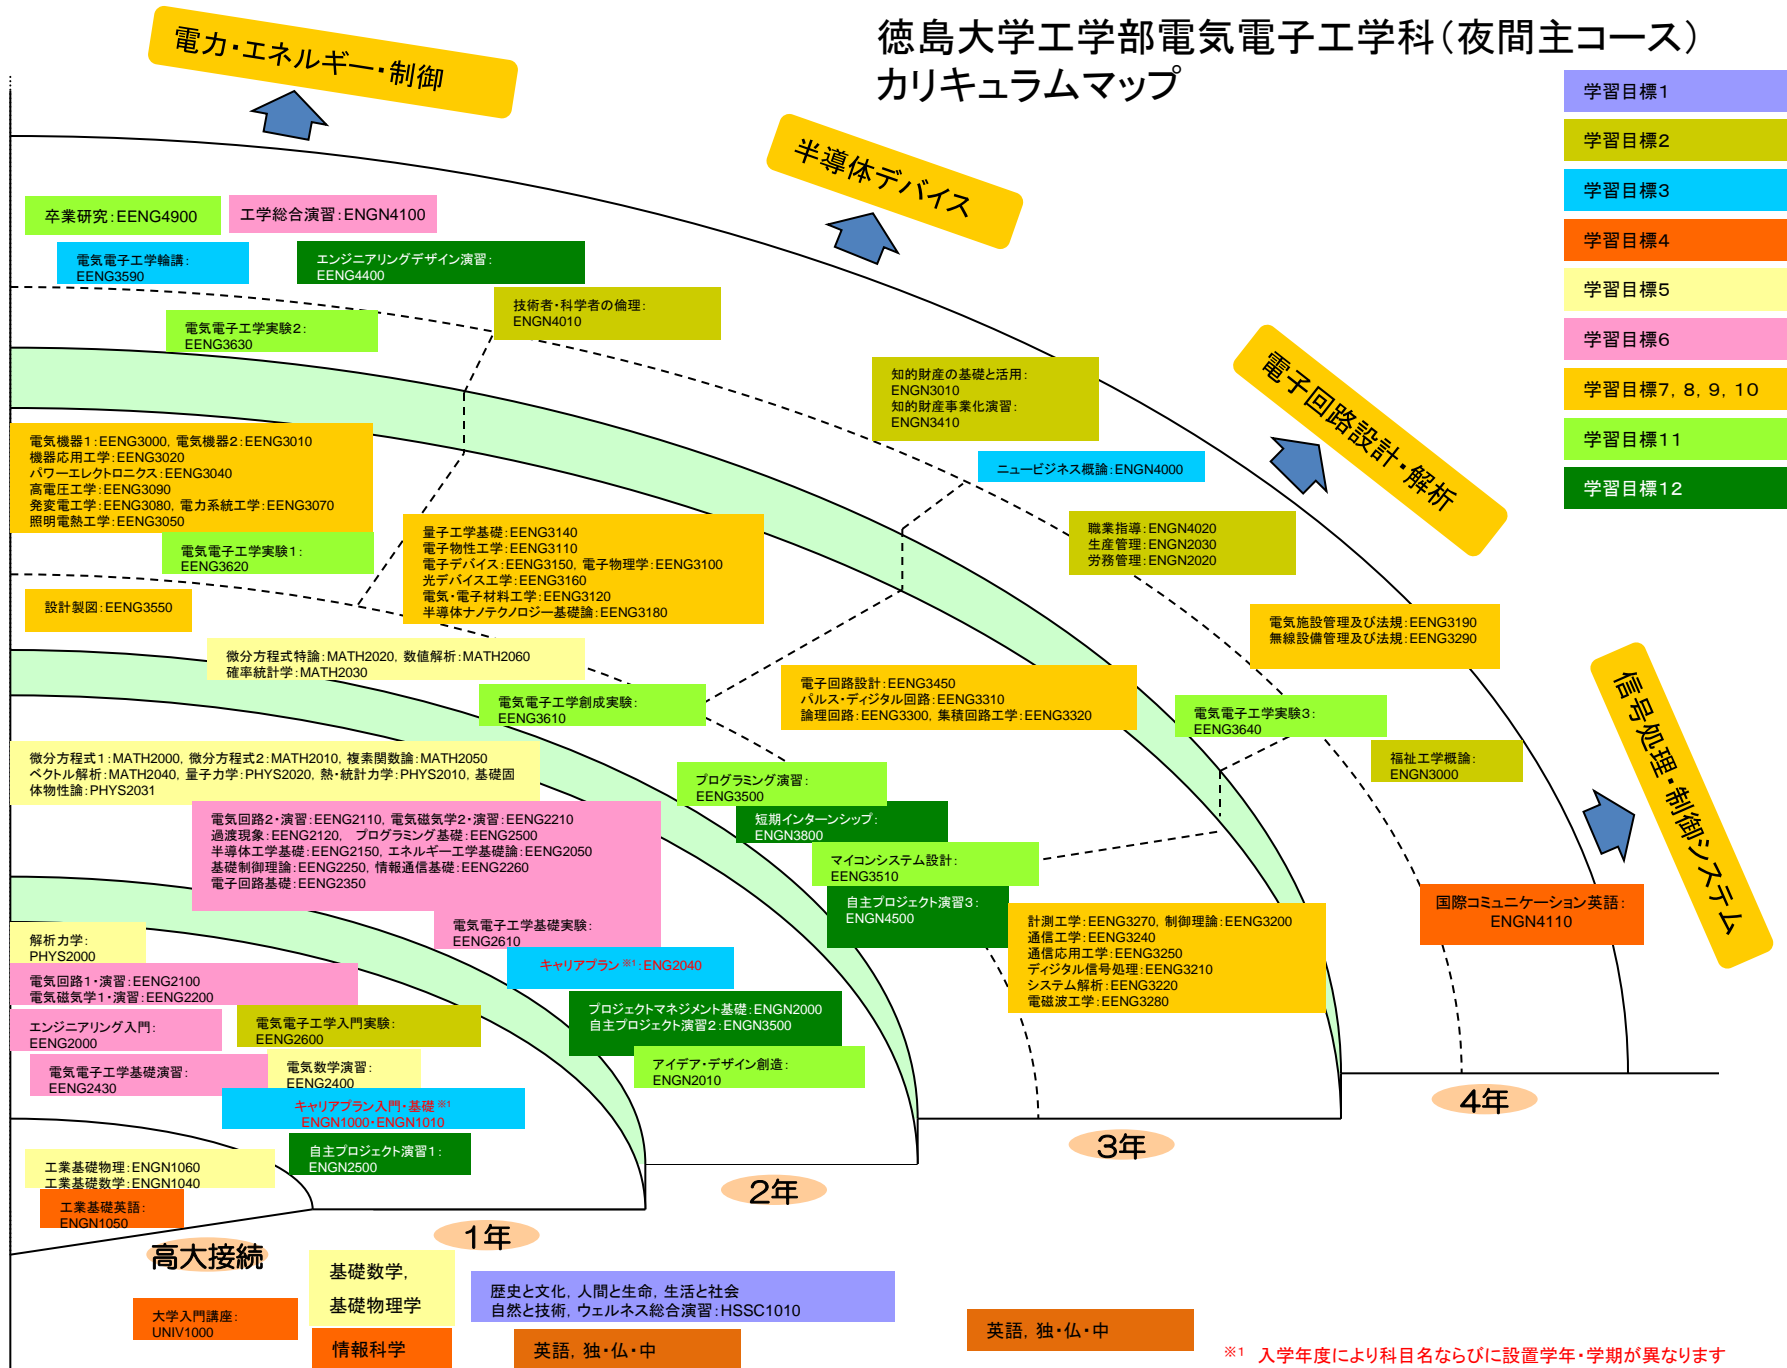 徳島大学工学部電気電子工学科(夜間主コース)
カリキュラムマップ
電力・エネルギー・制御
半導体デバイス
電子回路設計・解析
信号処理・制御システム
学習目標1
学習目標2
学習目標3
学習目標4
学習目標5
学習目標6
学習目標7, 8, 9, 10
学習目標11
学習目標12
卒業研究:EENG4900
工学総合演習:ENGN4100
電気電子工学輪講:
EENG3590
エンジニアリングデザイン演習:
EENG4400
技術者・科学者の倫理:
ENGN4010
電気電子工学実験2:
EENG3630
知的財産の基礎と活用:
ENGN3010
知的財産事業化演習:
ENGN3410
ニュービジネス概論:ENGN4000
電気機器1:EENG3000, 電気機器2:EENG3010
機器応用工学:EENG3020
パワーエレクトロニクス:EENG3040
高電圧工学:EENG3090
発変電工学:EENG3080, 電力系統工学:EENG3070
照明電熱工学:EENG3050
電気電子工学実験1:
EENG3620
量子工学基礎:EENG3140
電子物性工学:EENG3110
電子デバイス:EENG3150, 電子物理学:EENG3100
光デバイス工学:EENG3160
電気・電子材料工学:EENG3120
半導体ナノテクノロジー基礎論:EENG3180
職業指導:ENGN4020
生産管理:ENGN2030
労務管理:ENGN2020
設計製図:EENG3550
電気施設管理及び法規:EENG3190
無線設備管理及び法規:EENG3290
微分方程式特論:MATH2020, 数値解析:MATH2060
確率統計学:MATH2030
電気電子工学創成実験:
EENG3610
電子回路設計:EENG3450
パルス・ディジタル回路:EENG3310
論理回路:EENG3300, 集積回路工学:EENG3320
電気電子工学実験3:
EENG3640
福祉工学概論:
ENGN3000
微分方程式1:MATH2000, 微分方程式2:MATH2010, 複素関数論:MATH2050
ベクトル解析:MATH2040, 量子力学:PHYS2020, 熱・統計力学:PHYS2010, 基礎固
体物性論:PHYS2031
プログラミング演習:
EENG3500
短期インターンシップ:
ENGN3800
電気回路2・演習:EENG2110, 電気磁気学2・演習:EENG2210
過渡現象:EENG2120, プログラミング基礎:EENG2500
半導体工学基礎:EENG2150, エネルギー工学基礎論:EENG2050
基礎制御理論:EENG2250, 情報通信基礎:EENG2260
電子回路基礎:EENG2350
マイコンシステム設計:
EENG3510
自主プロジェクト演習3:
ENGN4500
国際コミュニケーション英語:
ENGN4110
電気電子工学基礎実験:
EENG2610
計測工学:EENG3270, 制御理論:EENG3200
通信工学:EENG3240
通信応用工学:EENG3250
ディジタル信号処理:EENG3210
システム解析:EENG3220
電磁波工学:EENG3280
解析力学:
PHYS2000
キャリアプラン※1:ENG2040
電気回路1・演習:EENG2100
電気磁気学1・演習:EENG2200
プロジェクトマネジメント基礎:ENGN2000
自主プロジェクト演習2:ENGN3500
エンジニアリング入門:
EENG2000
電気電子工学入門実験:
EENG2600
アイデア・デザイン創造:
ENGN2010
電気電子工学基礎演習:
EENG2430
電気数学演習:
EENG2400
キャリアプラン入門・基礎※1
ENGN1000・ENGN1010
自主プロジェクト演習1:
ENGN2500
工業基礎物理:ENGN1060
工業基礎数学:ENGN1040
工業基礎英語:
ENGN1050
4年
3年
2年
1年
高大接続
基礎数学,
基礎物理学
歴史と文化, 人間と生命, 生活と社会
自然と技術, ウェルネス総合演習:HSSC1010
大学入門講座:
UNIV1000
情報科学
英語, 独・仏・中
英語, 独・仏・中
※1 入学年度により科目名ならびに設置学年・学期が異なります